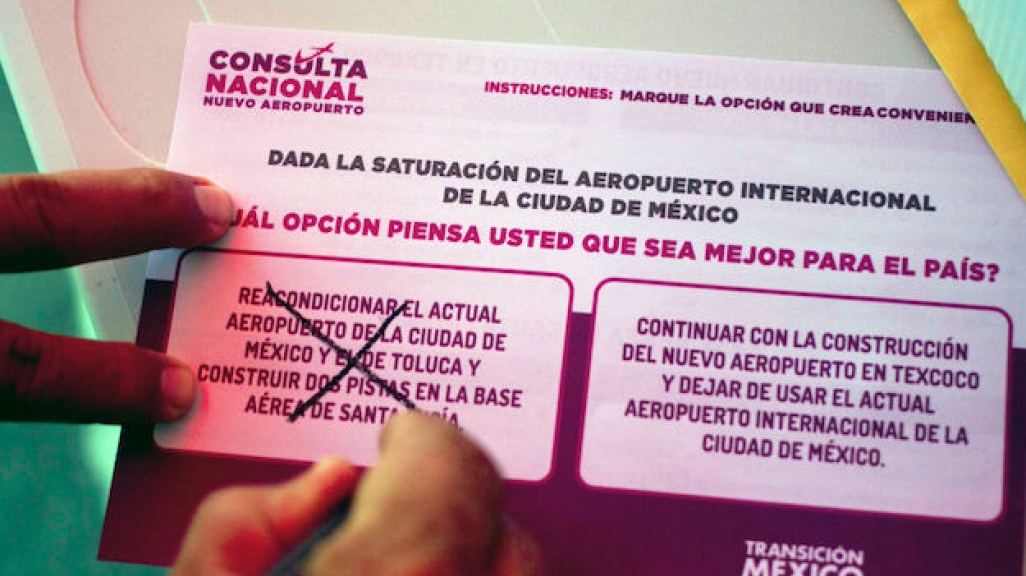 CONSULTA
NACIONAL
NUEVO AEROPUERTO
INSTRUCCIONES: MARQUE LA OPCIÓN QUE CREA CONVENIEN
DADA LA SATURACIÓN DEL AEROPUERTO INTERNACIONAL
DE LA CIUDAD DE MÉXICO
UÁL OPCIÓN PIENSA USTED QUE SEA MEJOR PARA EL PAÍS?
REACONDICIONAR EL ACTUAL
AEROPUERTO DE LA CIUDAD DE
MÉXICO Y EL DE TOLUCA Y
CONSTRUIR DOS PISTAS EN LA BASE
AÉREA DE SANTA
CONTINUAR CON LA CONSTRUCCIÓN
DEL NUEVO AEROPUERTO EN TEXCOCO
Y DEJAR DE USAR EL ACTUAL
AEROPUERTO INTERNACIONAL DE LA
CIUDAD DE MÉXICO.
TRANSICIÓN
MÉXICO